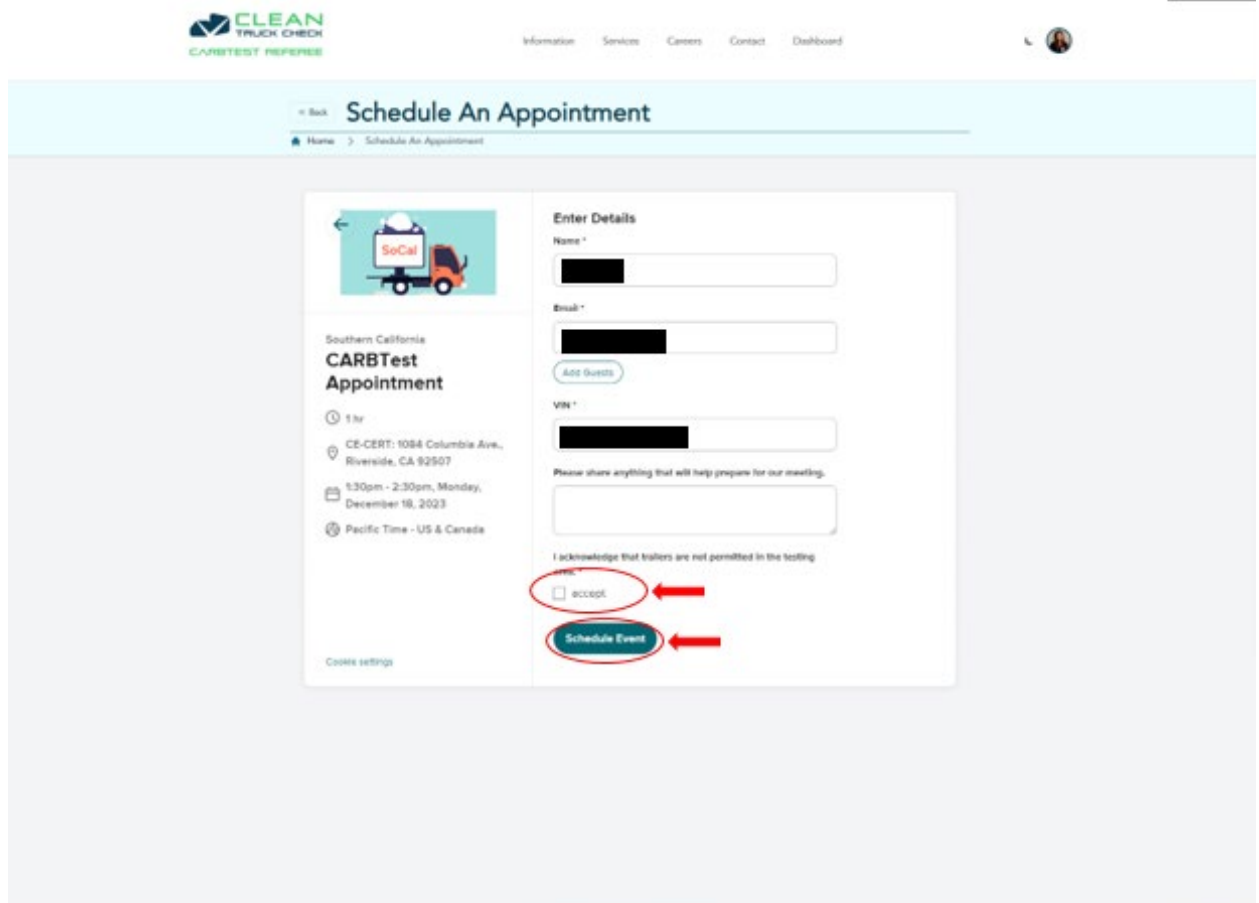 CLEAN
TRUCK CHECK
CARBTEST REFEREE
Information Services Careers Contact Dashboard
< Back Schedule An Appointment
Home > Schedule An Appointment
SoCal
Southern California
CARBTest
Appointment
1 hr
CE-CERT: 1084 Columbia Ave.,
Riverside, CA 92507
1:30pm - 2:30pm, Monday,
December 18, 2023
Pacific Time - US & Canada
Cookie settings
Enter Details
Name *
Email *
Add Guests
VIN *
Please share anything that will help prepare for our meeting.
I acknowledge that trailers are not permitted in the testing
area. *
accept
Schedule Event